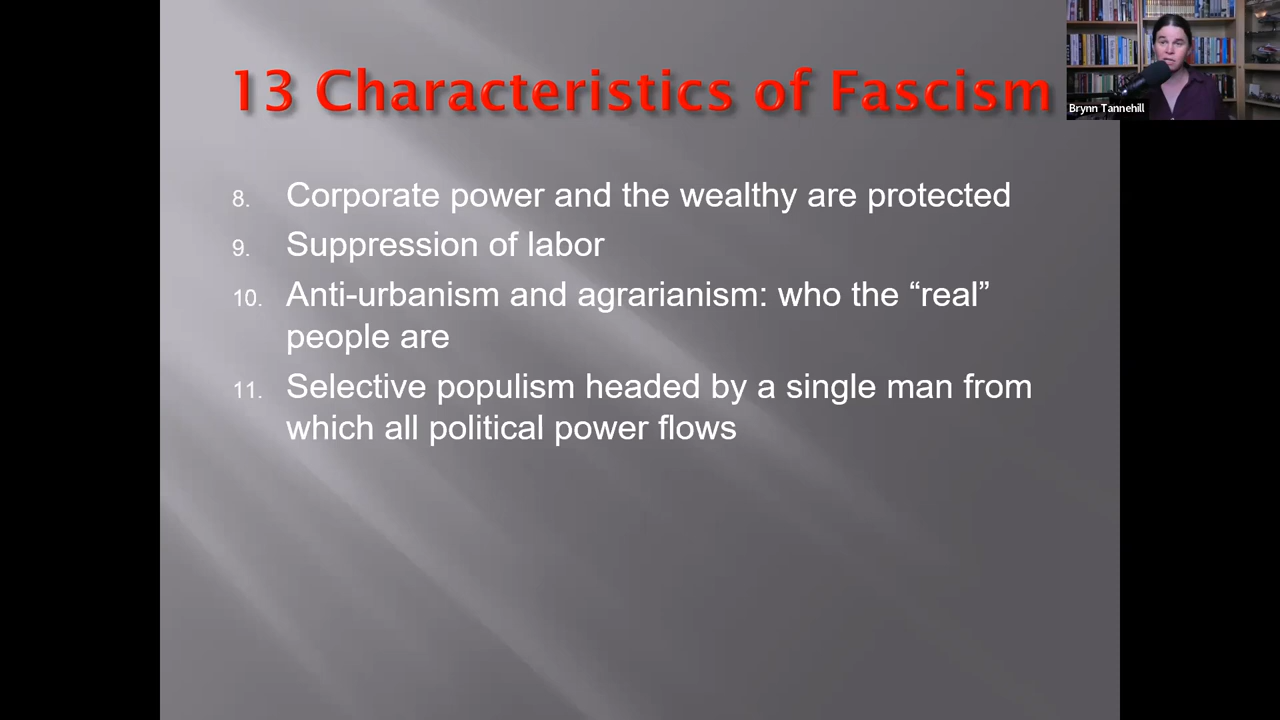 13 Characteristics of Fascism
Brynn Tannehill
8. Corporate power and the wealthy are protected
9. Suppression of labor
10. Anti-urbanism and agrarianism: who the “real”
people are
11. Selective populism headed by a single man from
which all political power flows